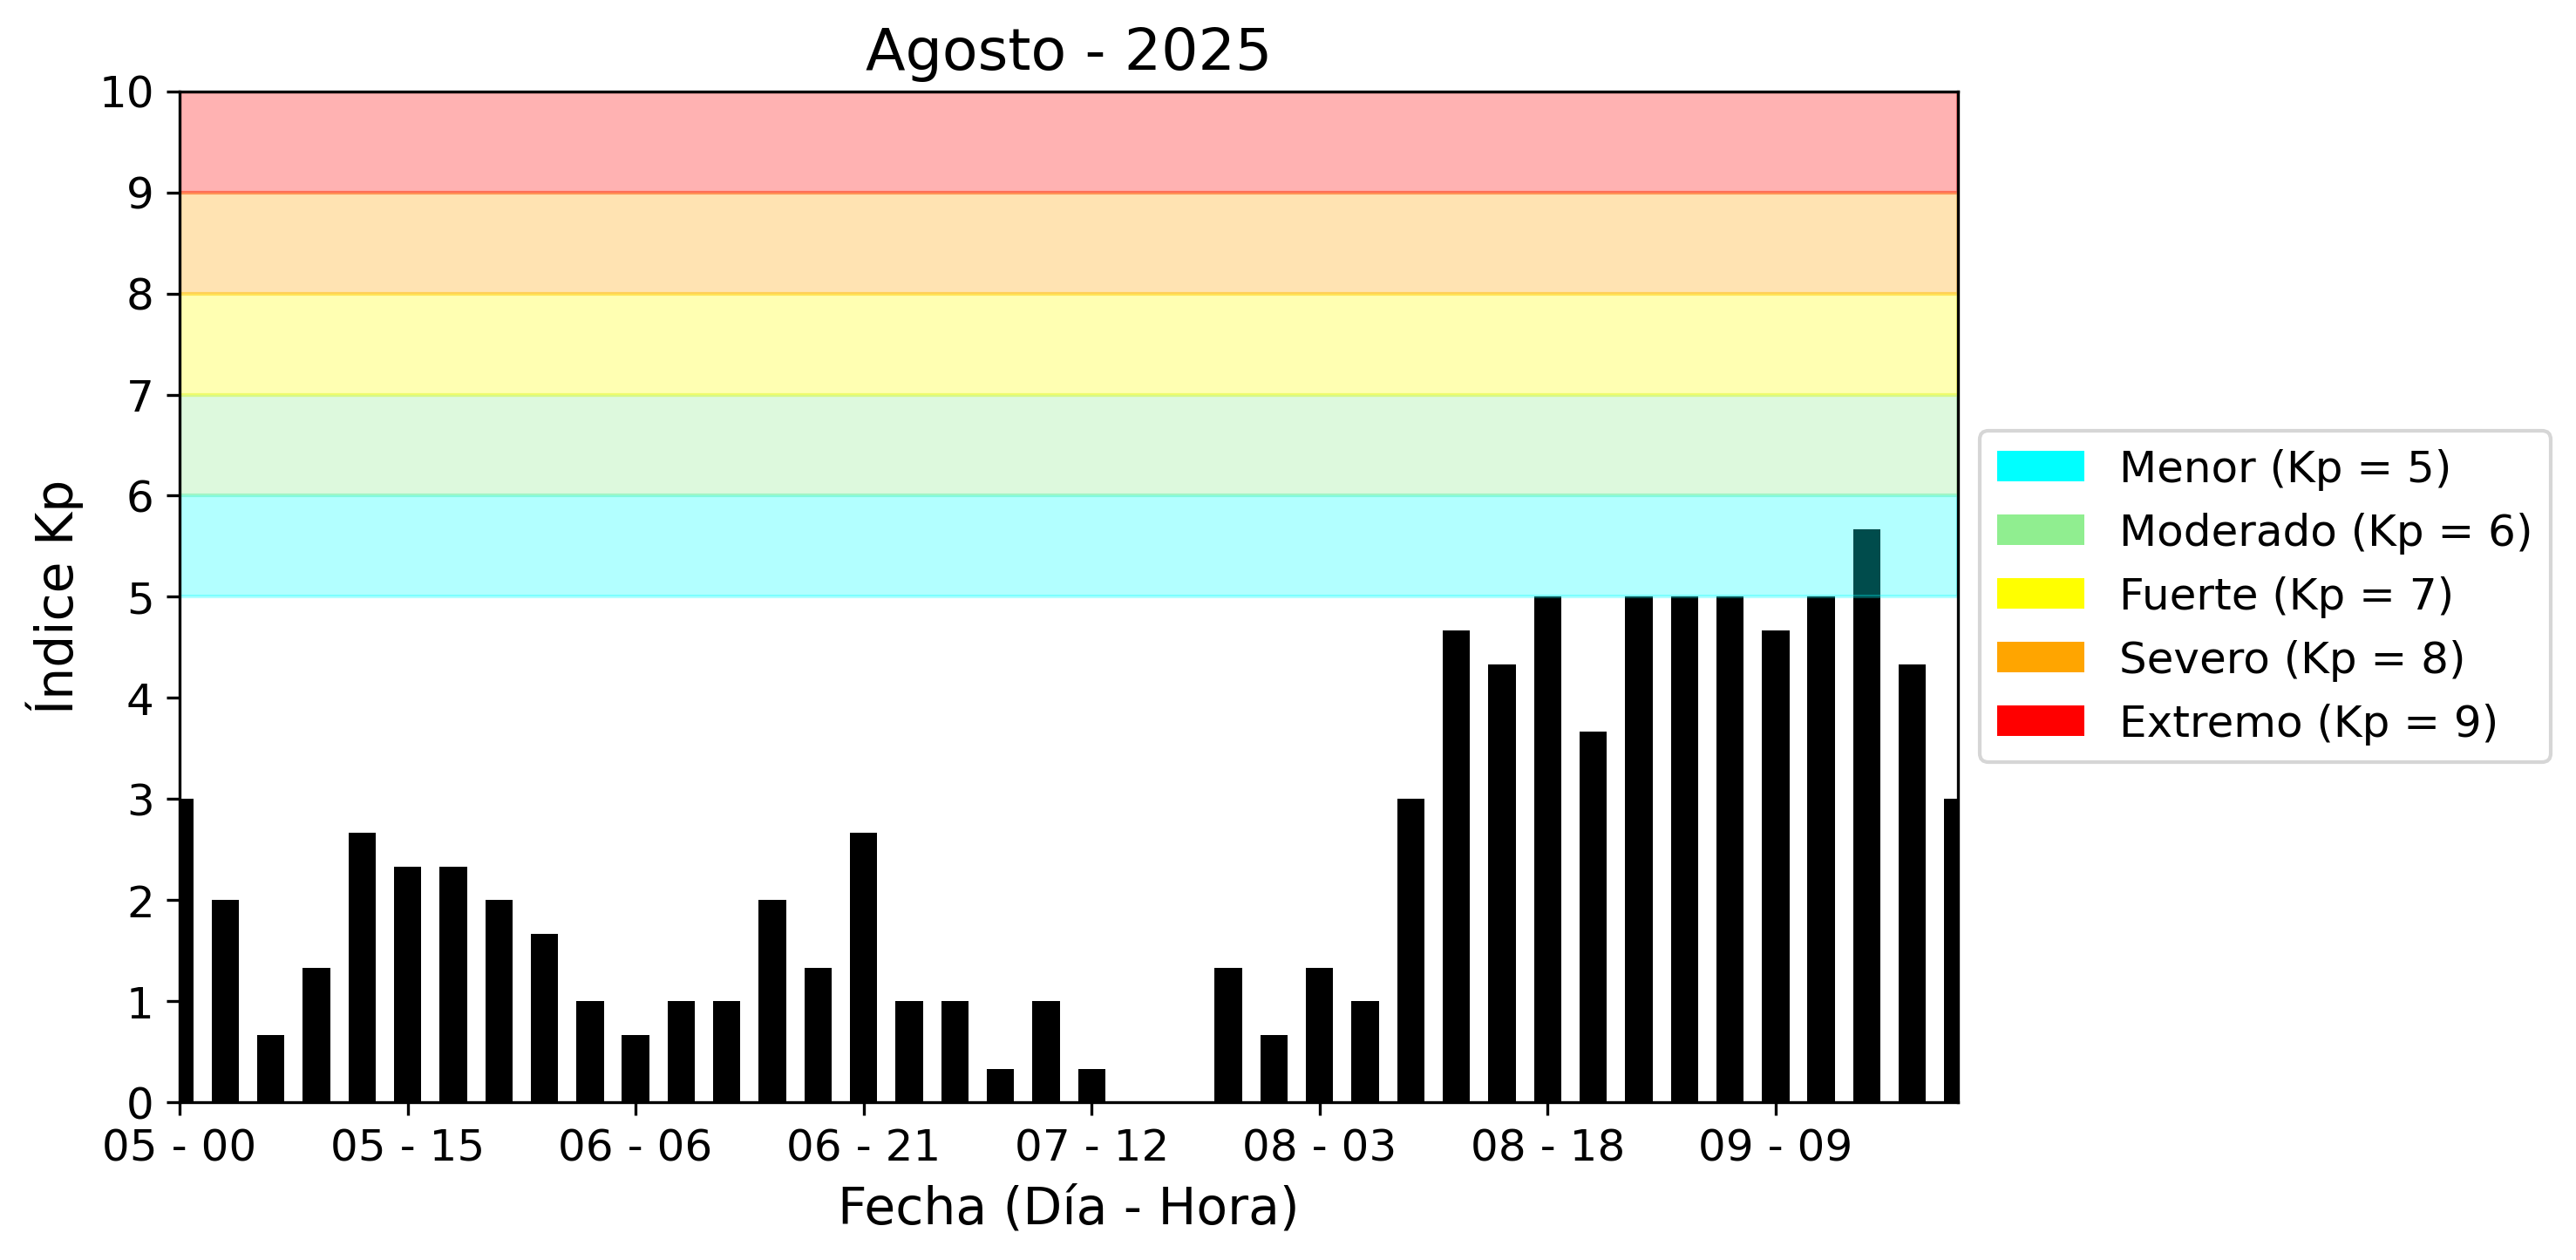 Agosto - 2025
10
9
8
7
6
5
4
3
2
1
0
Índice Kp
05 - 00
05 - 15
06 - 06
06 - 21
07 - 12
08 - 03
08 - 18
09 - 09
Fecha (Día - Hora)
Menor (Kp = 5)
Moderado (Kp = 6)
Fuerte (Kp = 7)
Severo (Kp = 8)
Extremo (Kp = 9)